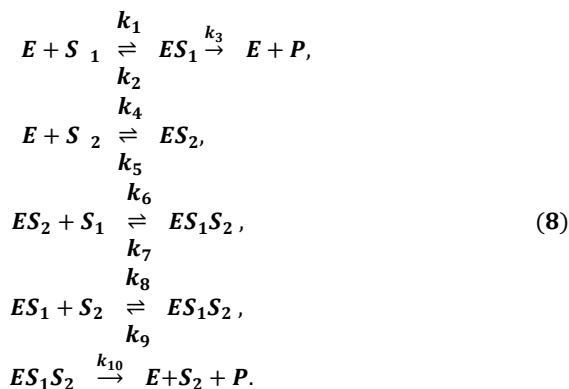 k₁
E + S ₁ ⇌ ES₁ →(k₃) E + P,
k₂
k₄
E + S ₂ ⇌ ES₂,
k₅
k₆
ES₂ + S₁ ⇌ ES₁S₂ , (8)
k₇
k₈
ES₁ + S₂ ⇌ ES₁S₂ ,
k₉
ES₁S₂ →(k₁₀) E+S₂ + P.